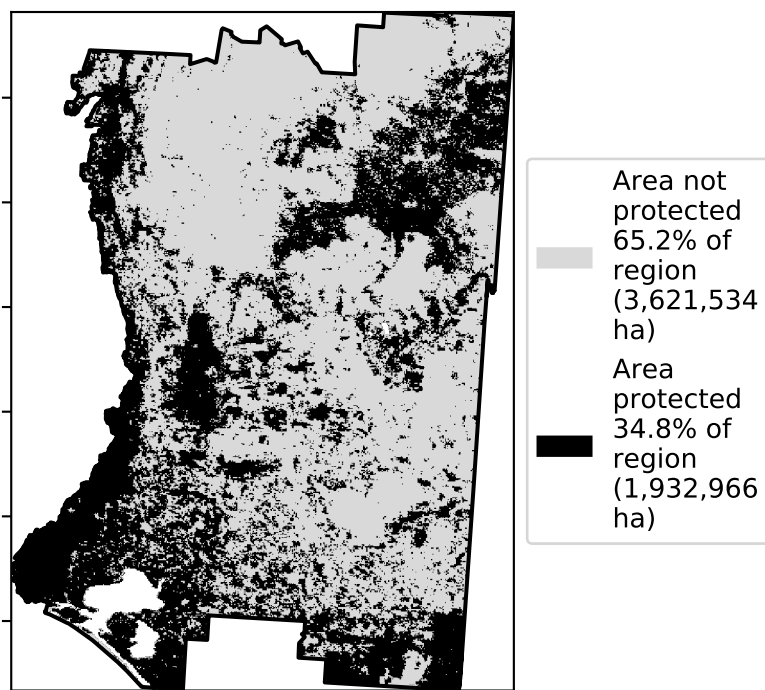 Area not
protected
65.2% of
region
(3,621,534
ha)
Area
protected
34.8% of
region
(1,932,966
ha)